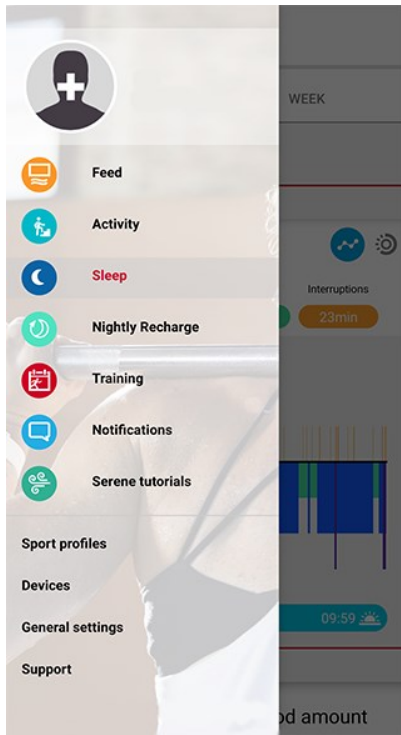 WEEK
Feed
Activity
Sleep
Interruptions
Nightly Recharge
23min
Training
Notifications
Serene tutorials
Sport profiles
Devices
General settings
09:59
Support
amount